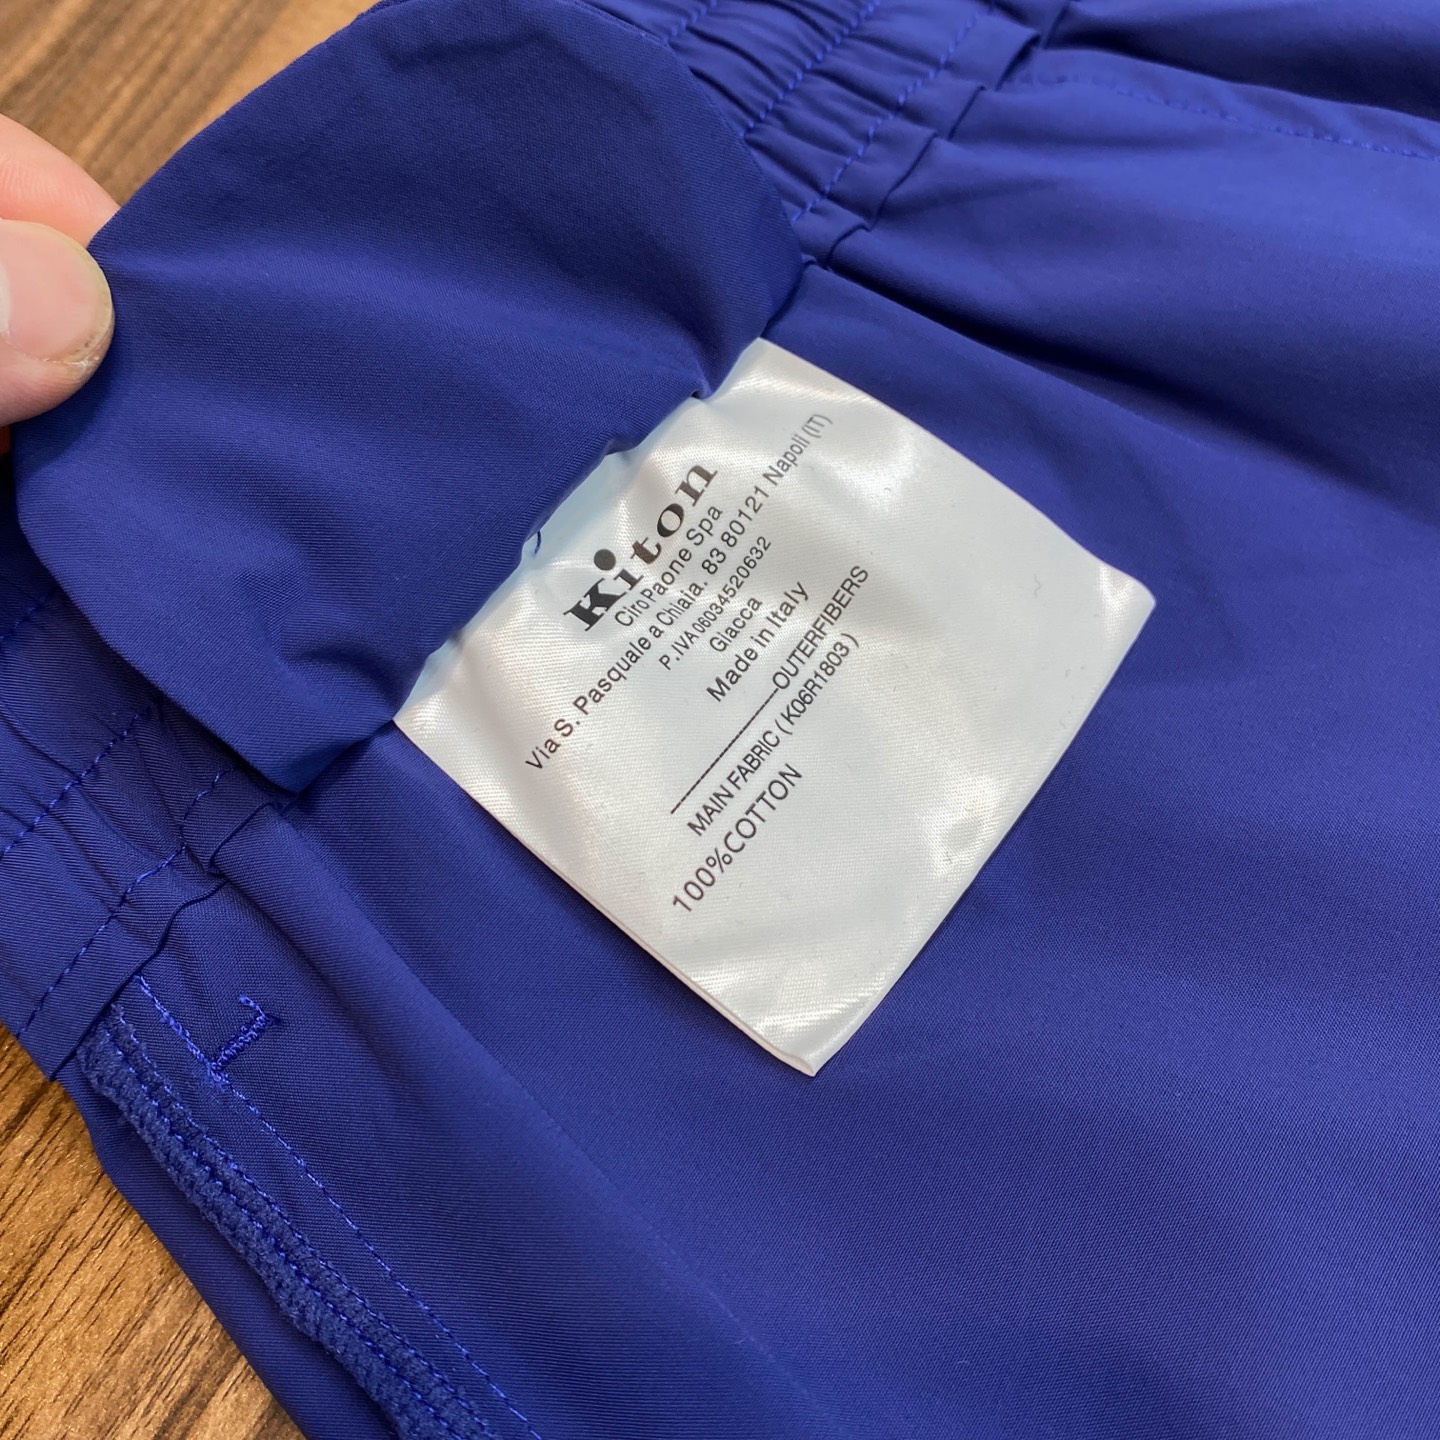 Kiton
Ciro Paone Spa
Via S. Pasquale a Chiaia. 83 80121 Napoli (IT)
P.IVA 06034520632
Giacca
Made in Italy
OUTERFIBERS
MAIN FABRIC ( K06R1803 )
100%COTTON